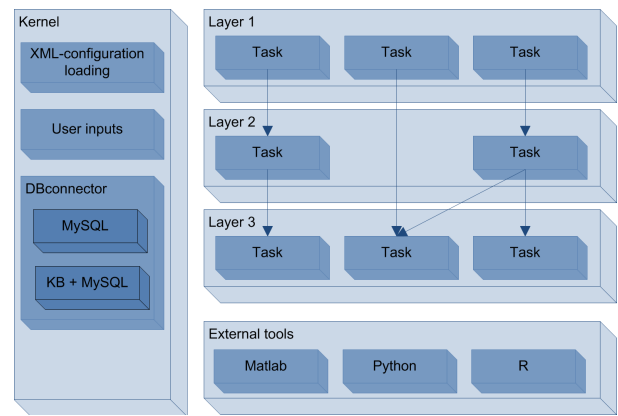 Kernel
XML-configuration
loading
User inputs
DBconnector
MySQL
KB + MySQL
Layer 1
Task
Task
Task
Layer 2
Task
Task
Layer 3
Task
Task
Task
External tools
Matlab
Python
R